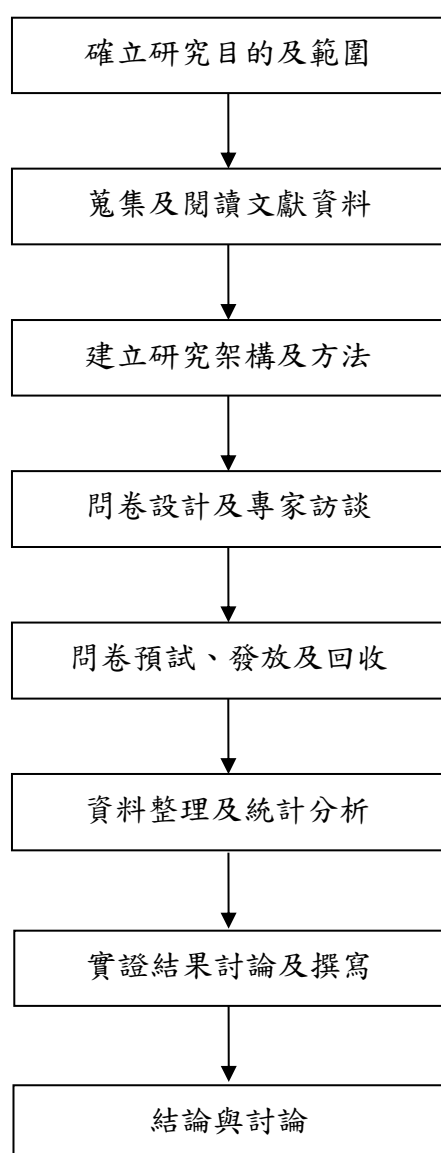 確立研究目的及範圍
蒐集及閱讀文獻資料
建立研究架構及方法
問卷設計及專家訪談
問卷預試、發放及回收
資料整理及統計分析
實證結果討論及撰寫
結論與討論